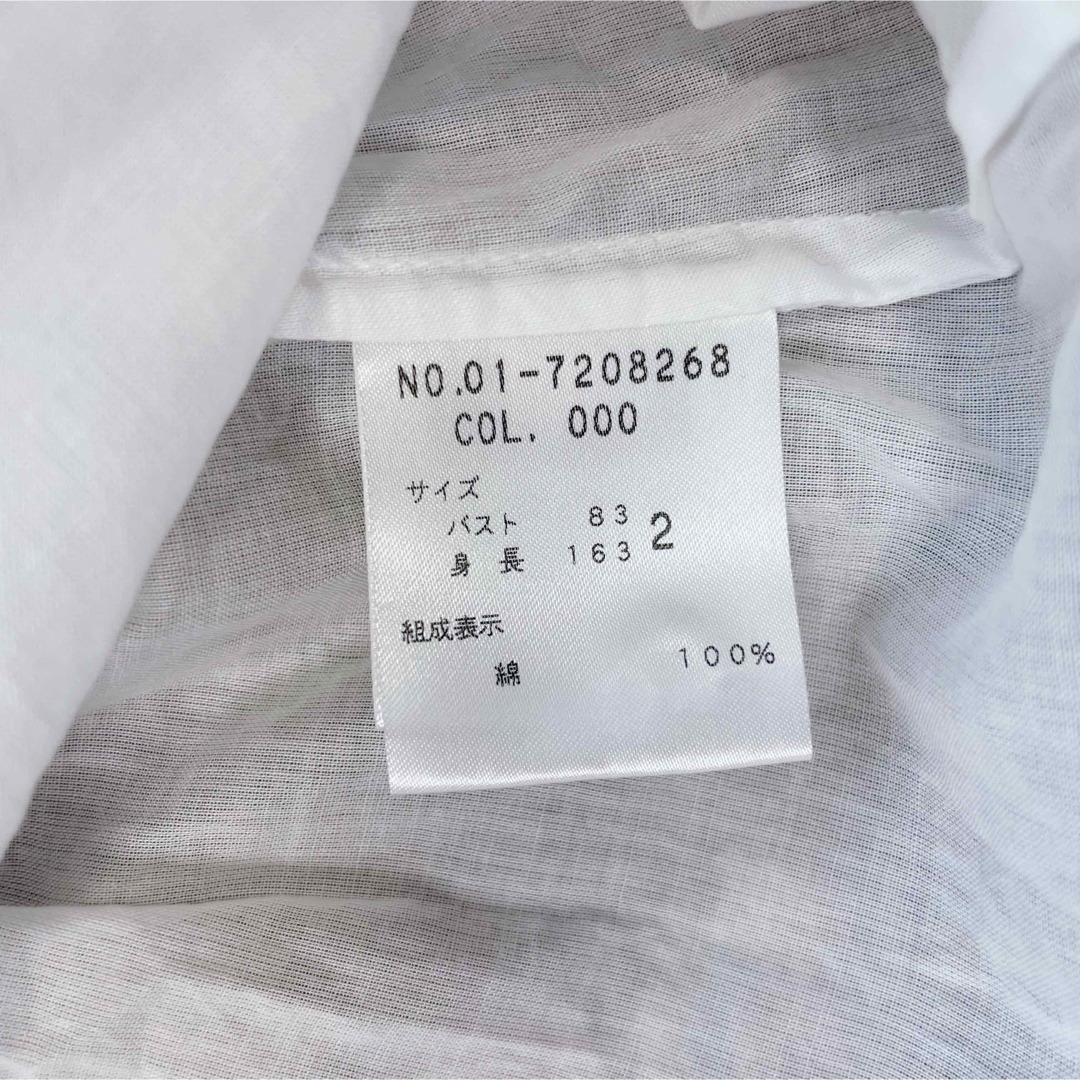 NO.01-7208268
COL. 000
サイズ
バスト 83
身長 163 2
組成表示
綿 100%